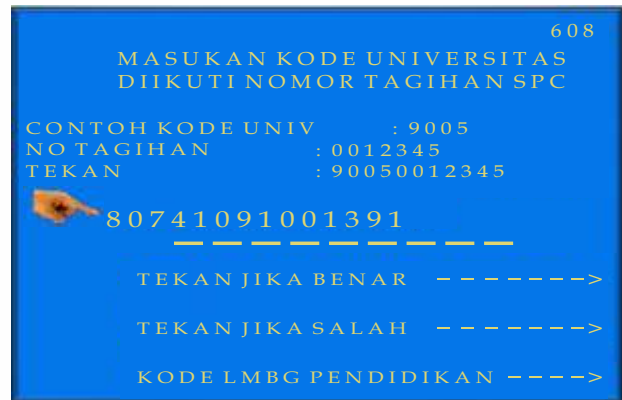 608
MASUKAN KODE UNIVERSITAS
DIIKUTI NOMOR TAGIHAN SPC
CONTOH KODE UNIV : 9005
NO TAGIHAN : 0012345
TEKAN : 90050012345
80741091001391
TEKAN JIKA BENAR - - - - - - ->
TEKAN JIKA SALAH - - - - - - ->
KODE LMBG PENDIDIKAN - - - ->